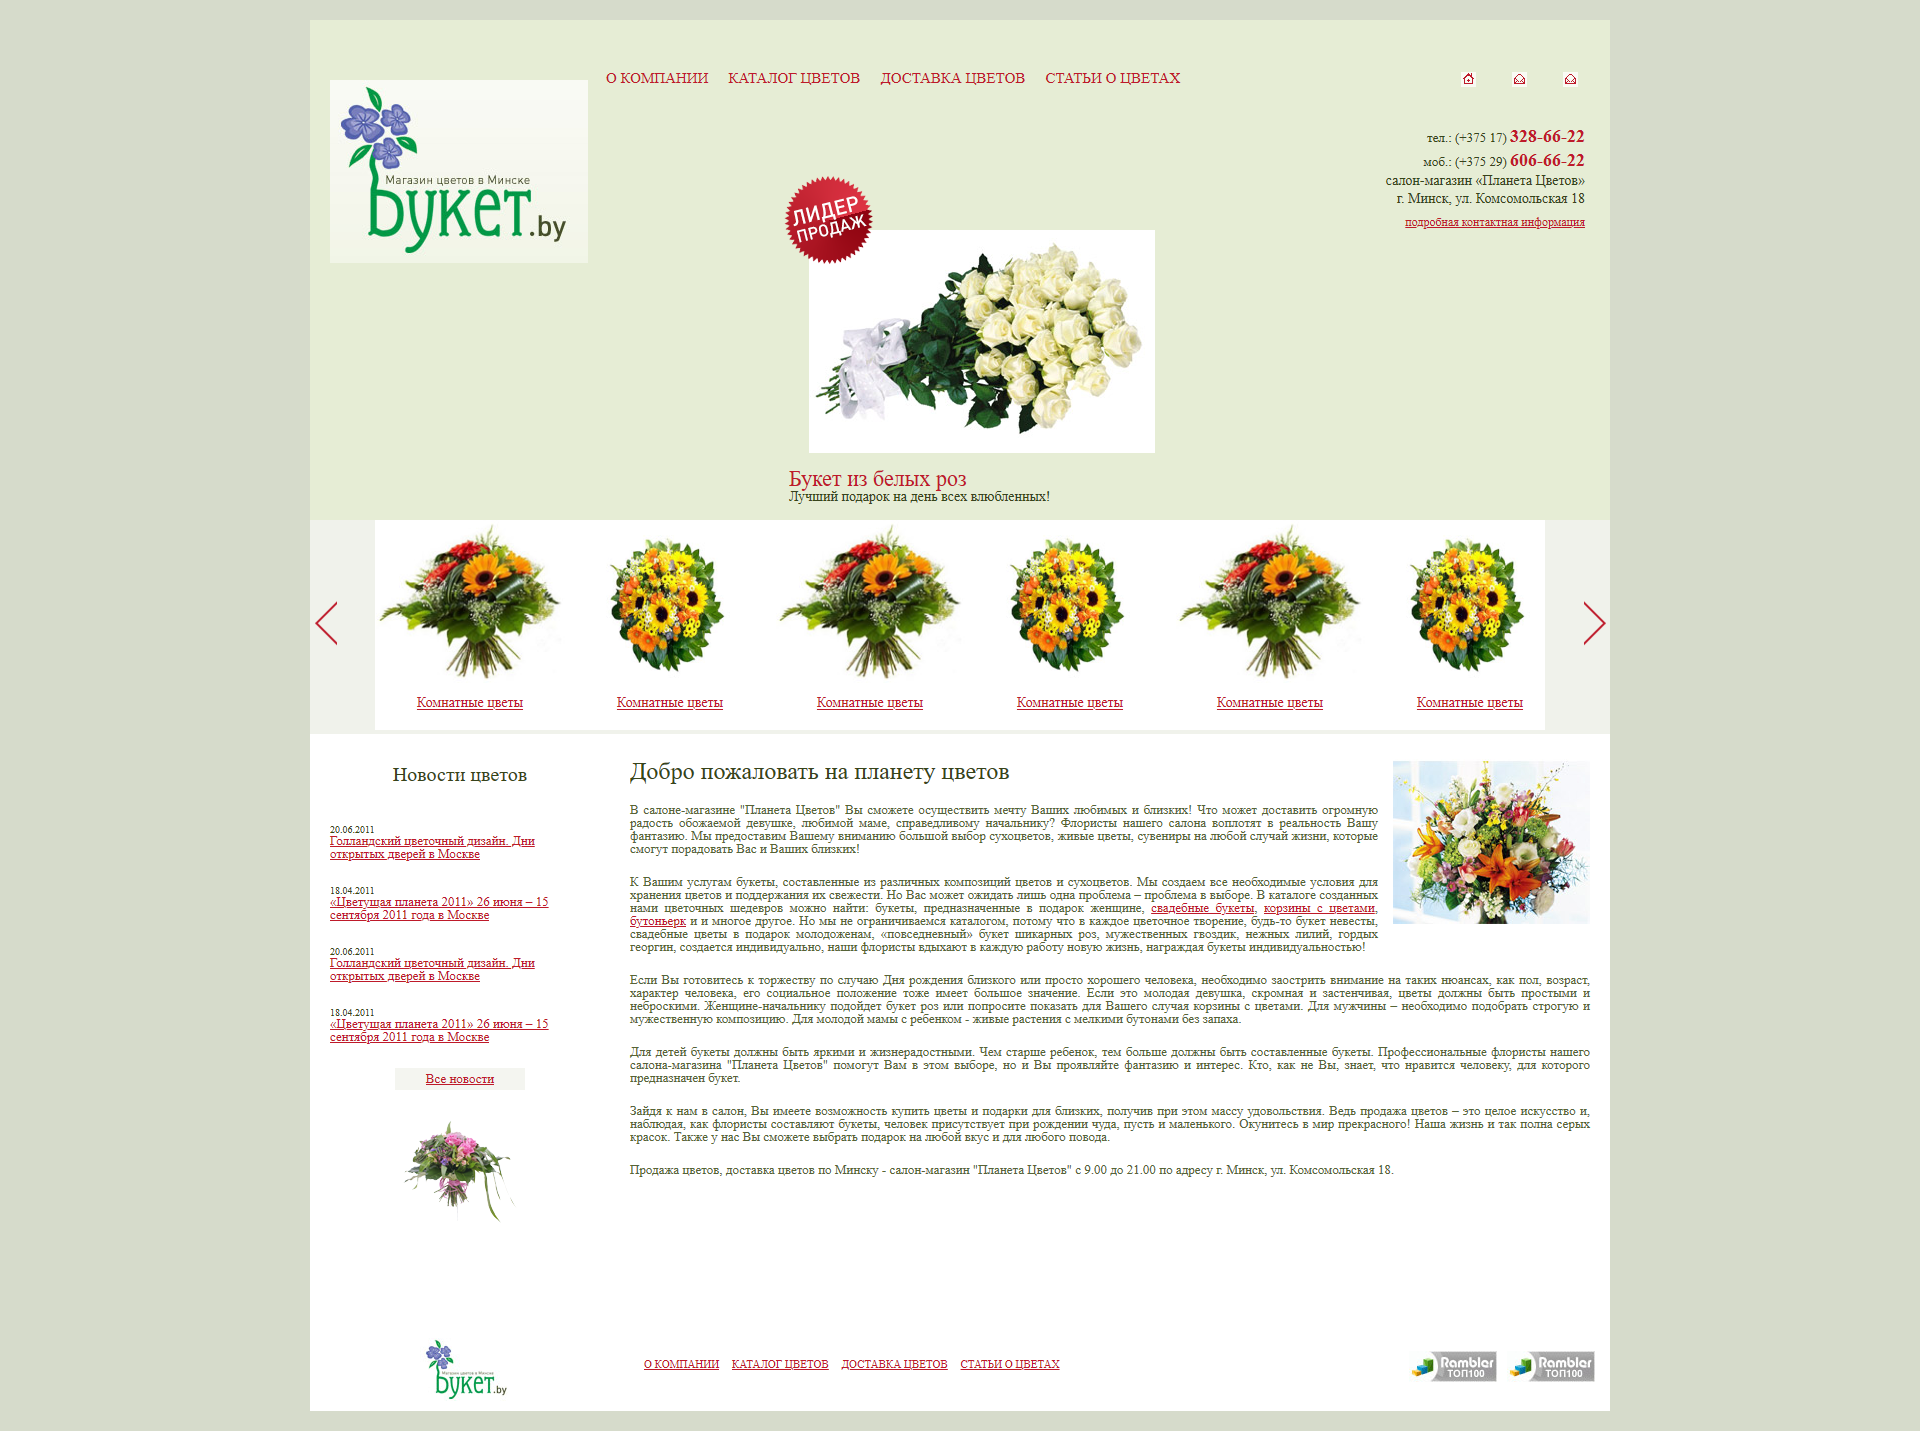 О КОМПАНИИ КАТАЛОГ ЦВЕТОВ ДОСТАВКА ЦВЕТОВ СТАТЬИ О ЦВЕТАХ
Магазин цветов в Минске
Букет.by
тел.: (+375 17) 328-66-22
моб.: (+375 29) 606-66-22
салон-магазин «Планета Цветов»
г. Минск, ул. Комсомольская 18
подробная контактная информация
ЛИДЕР
ПРОДАЖ
Букет из белых роз
Лучший подарок на день всех влюбленных!
Комнатные цветы Комнатные цветы Комнатные цветы Комнатные цветы Комнатные цветы Комнатные цветы
Новости цветов
20.06.2011
Голландский цветочный дизайн. Дни
открытых дверей в Москве
18.04.2011
«Цветущая планета 2011» 26 июня – 15
сентября 2011 года в Москве
20.06.2011
Голландский цветочный дизайн. Дни
открытых дверей в Москве
18.04.2011
«Цветущая планета 2011» 26 июня – 15
сентября 2011 года в Москве
Все новости
Добро пожаловать на планету цветов
В салоне-магазине "Планета Цветов" Вы сможете осуществить мечту Ваших любимых и близких! Что может доставить огромную
радость обожаемой девушке, любимой маме, справедливому начальнику? Флористы нашего салона воплотят в реальность Вашу
фантазию. Мы предоставим Вашему вниманию большой выбор сухоцветов, живые цветы, сувениры на любой случай жизни, которые
смогут порадовать Вас и Ваших близких!
К Вашим услугам букеты, составленные из различных композиций цветов и сухоцветов. Мы создаем все необходимые условия для
хранения цветов и поддержания их свежести. Но Вас может ожидать лишь одна проблема – проблема в выборе. В каталоге созданных
нами цветочных шедевров можно найти: букеты, предназначенные в подарок женщине, свадебные букеты, корзины с цветами,
бутоньерк и многое другое. Но мы не ограничиваемся каталогом, потому что в каждое цветочное творение, будь-то букет невесты,
свадебные цветы в подарок молодоженам, «повседневный» букет шикарных роз, мужественных гвоздик, нежных лилий, гордых
георгин, создается индивидуально, наши флористы вдыхают в каждую работу новую жизнь, награждая букеты индивидуальностью!
Если Вы готовитесь к торжеству по случаю Дня рождения близкого или просто хорошего человека, необходимо заострить внимание на таких нюансах, как пол, возраст,
характер человека, его социальное положение тоже имеет большое значение. Если это молодая девушка, скромная и застенчивая, цветы должны быть простыми и
неброскими. Женщине-начальнику подойдет букет роз или попросите показать для Вашего случая корзины с цветами. Для мужчины – необходимо подобрать строгую и
мужественную композицию. Для молодой мамы с ребенком - живые растения с мелкими бутонами без запаха.
Для детей букеты должны быть яркими и жизнерадостными. Чем старше ребенок, тем больше должны быть составленные букеты. Профессиональные флористы нашего
салона-магазина "Планета Цветов" помогут Вам в этом выборе, но и Вы проявляйте фантазию и интерес. Кто, как не Вы, знает, что нравится человеку, для которого
предназначен букет.
Зайдя к нам в салон, Вы имеете возможность купить цветы и подарки для близких, получив при этом массу удовольствия. Ведь продажа цветов – это целое искусство и,
наблюдая, как флористы составляют букеты, человек присутствует при рождении чуда, пусть и маленького. Окунитесь в мир прекрасного! Наша жизнь и так полна серых
красок. Также у нас Вы сможете выбрать подарок на любой вкус и для любого повода.
Продажа цветов, доставка цветов по Минску - салон-магазин "Планета Цветов" с 9.00 до 21.00 по адресу г. Минск, ул. Комсомольская 18.
Магазин цветов в Минске
Букет.by
О КОМПАНИИ КАТАЛОГ ЦВЕТОВ ДОСТАВКА ЦВЕТОВ СТАТЬИ О ЦВЕТАХ
Rambler
ТОП100
Rambler
ТОП100